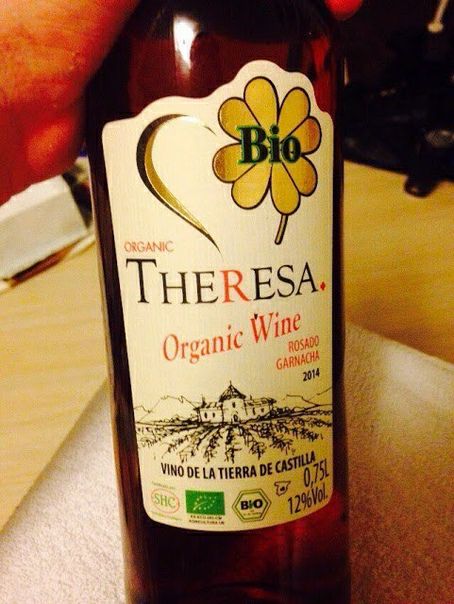 Bio
ORGANIC
THERESA.
Organic Wine
ROSADO
GARNACHA
2014
VINO DE LA TIERRA DE CASTILLA
0,75L
12%Vol.
SHC
BIO